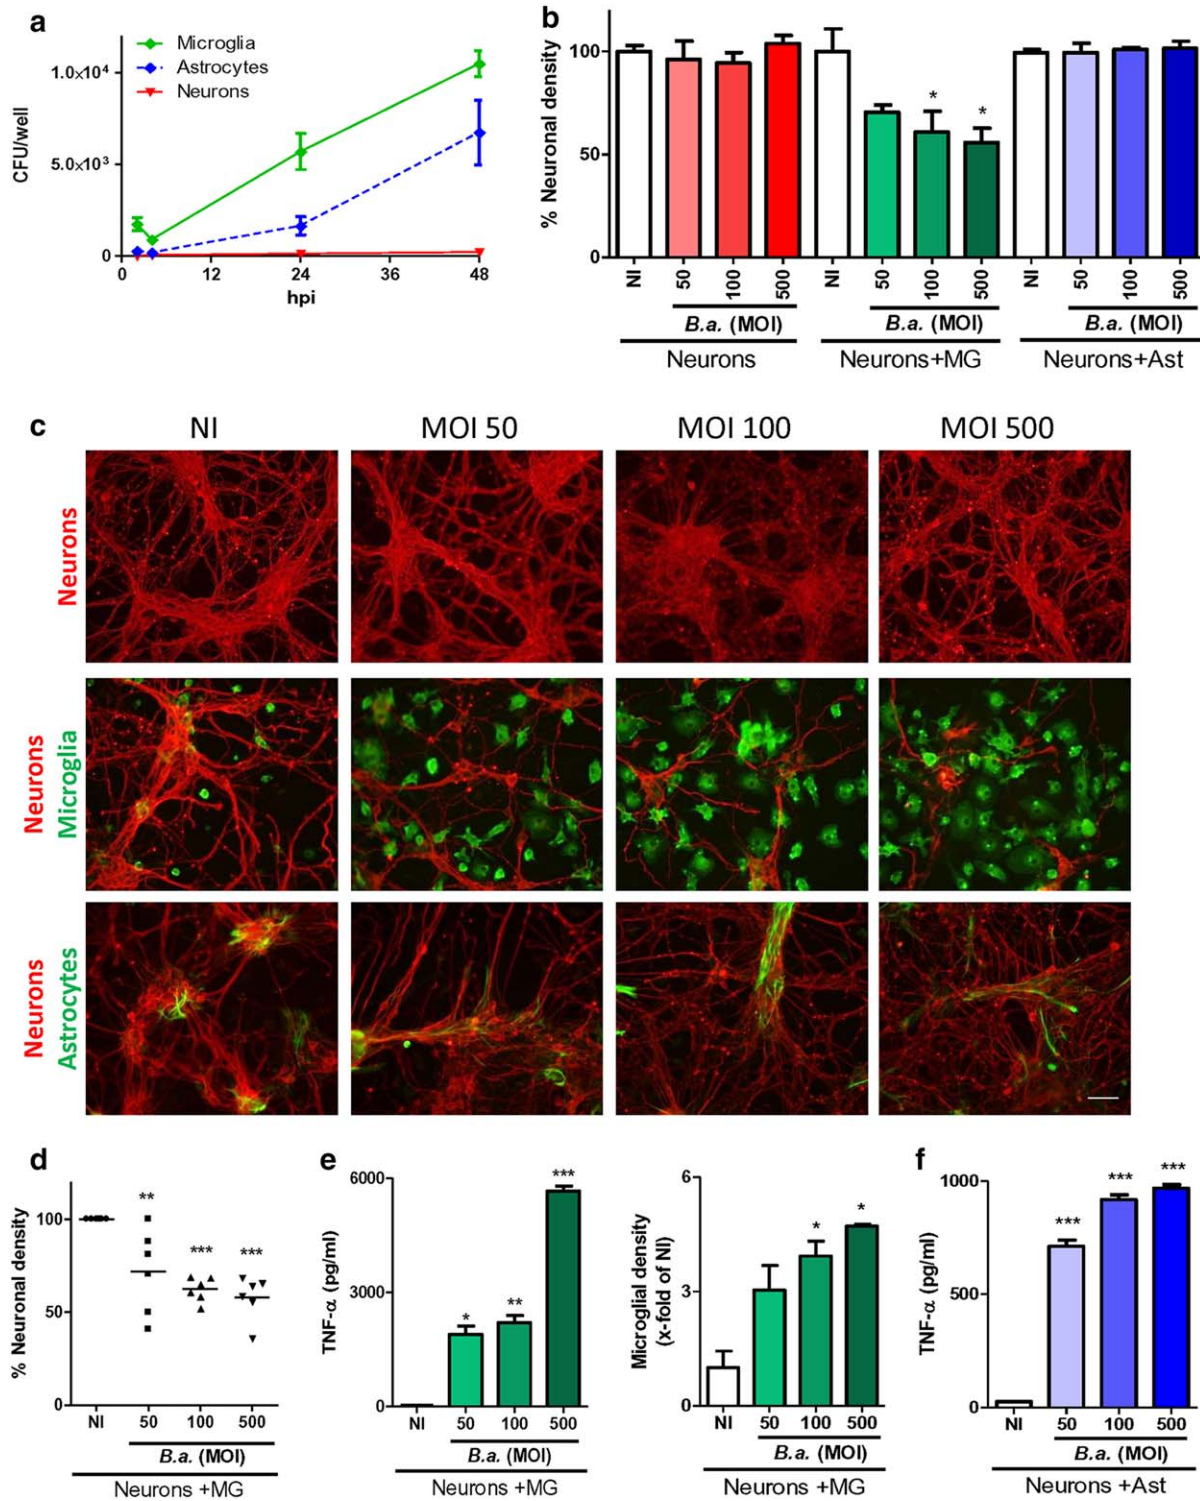 a
Microglia
Astrocytes
Neurons
CFU/well
1.0×10⁴
5.0×10³
0
0 12 24 36 48
hpi
b
% Neuronal density
100
50
0
* *
NI 50 100 500 NI 50 100 500 NI 50 100 500
B.a. (MOI) B.a. (MOI) B.a. (MOI)
Neurons Neurons+MG Neurons+Ast
c
NI MOI 50 MOI 100 MOI 500
Neurons
Neurons
Microglia
Neurons
Astrocytes
d
% Neuronal density
100
50
0
** *** ***
NI 50 100 500
B.a. (MOI)
Neurons +MG
e
TNF-α (pg/ml)
6000
3000
0
* ** ***
NI 50 100 500
B.a. (MOI)
Neurons +MG
Microglial density
(x-fold of NI)
6
3
0
* *
NI 50 100 500
B.a. (MOI)
Neurons +MG
f
TNF-α (pg/ml)
1000
500
0
*** *** ***
NI 50 100 500
B.a. (MOI)
Neurons +Ast